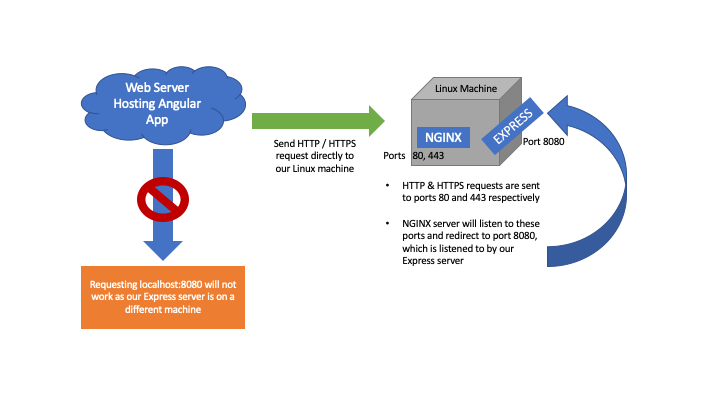 Web Server
Hosting Angular
App
Send HTTP / HTTPS
request directly to
our Linux machine
Requesting localhost:8080 will not
work as our Express server is on a
different machine
Linux Machine
NGINX
EXPRESS
Port 8080
Ports 80, 443
• HTTP & HTTPS requests are sent
to ports 80 and 443 respectively
• NGINX server will listen to these
ports and redirect to port 8080,
which is listened to by our
Express server